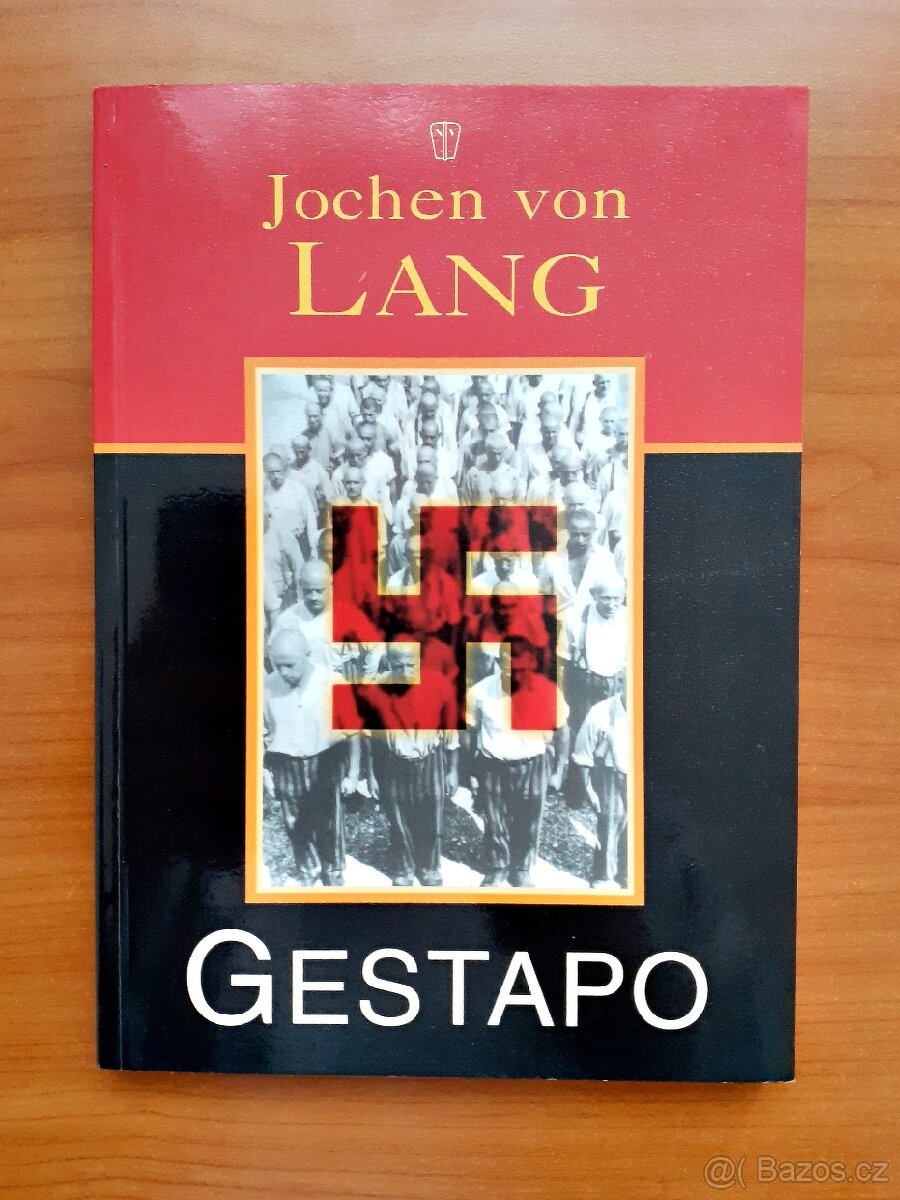 N V
Jochen von
LANG
GESTAPO
@( Bazos.cz